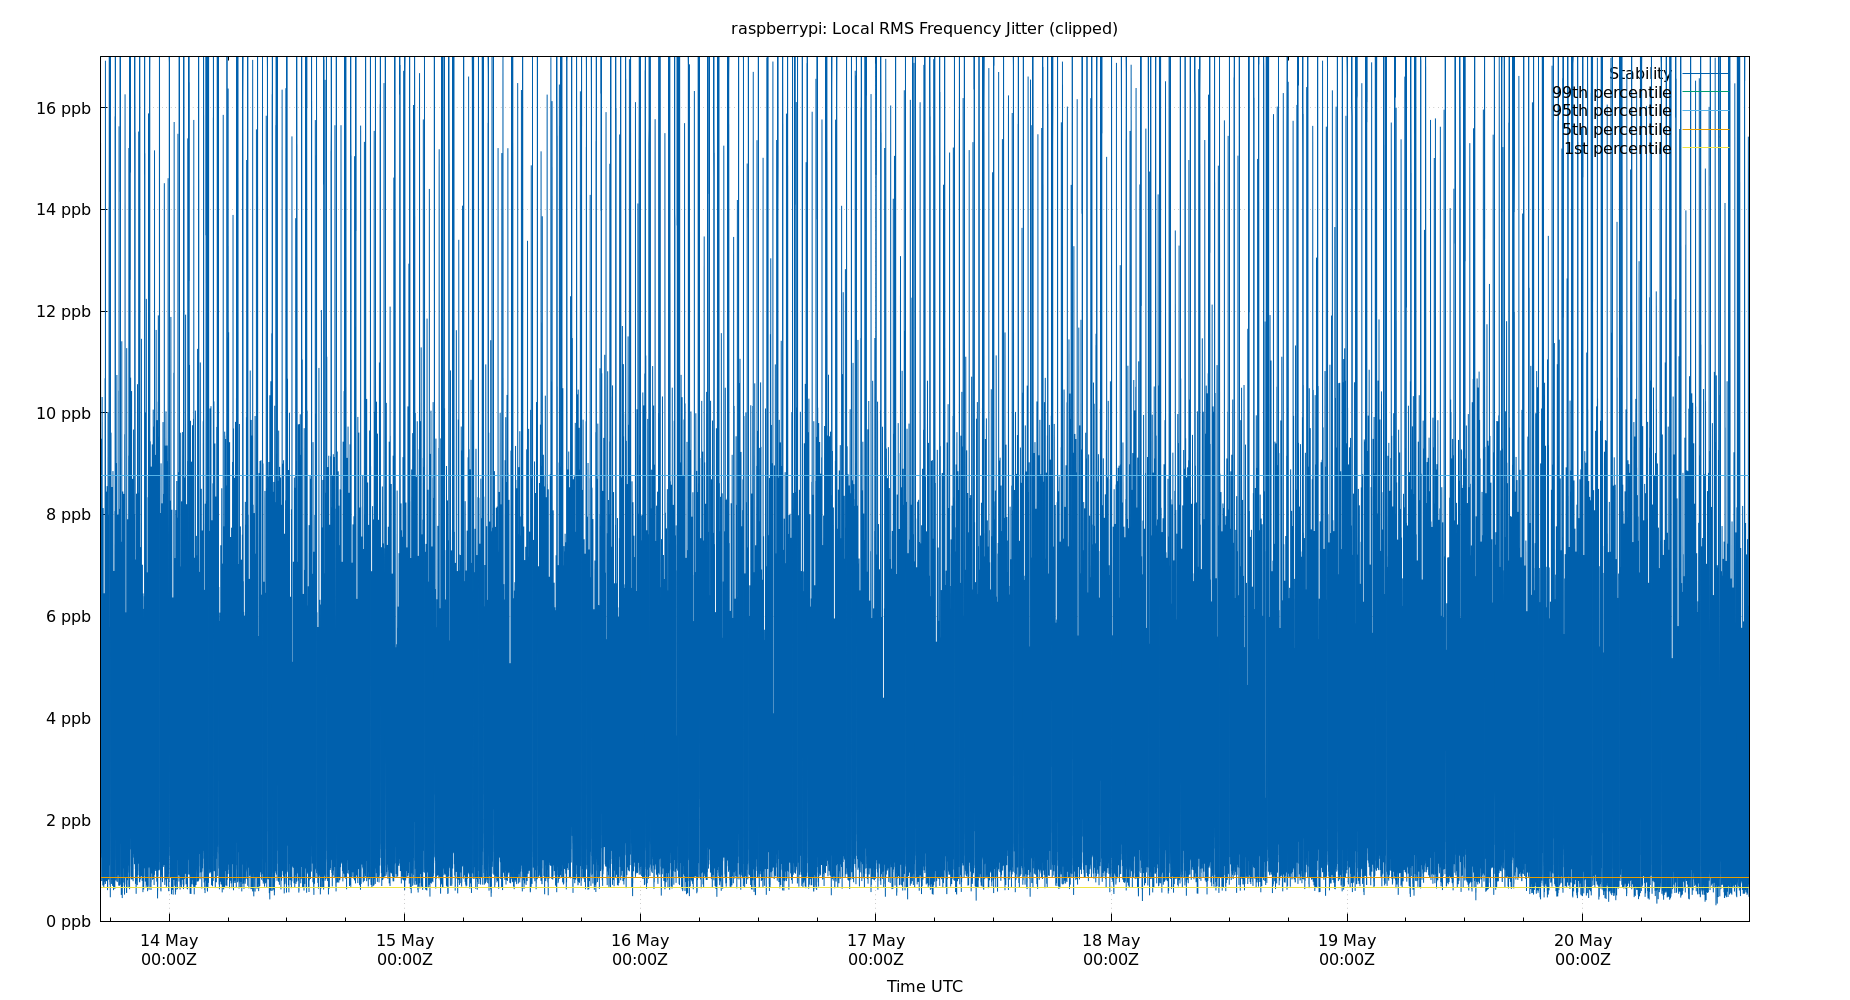 raspberrypi: Local RMS Frequency Jitter (clipped)
Stability
99th percentile
95th percentile
5th percentile
1st percentile
16 ppb
14 ppb
12 ppb
10 ppb
8 ppb
6 ppb
4 ppb
2 ppb
0 ppb
14 May 15 May 16 May 17 May 18 May 19 May 20 May
00:00Z 00:00Z 00:00Z 00:00Z 00:00Z 00:00Z 00:00Z
Time UTC